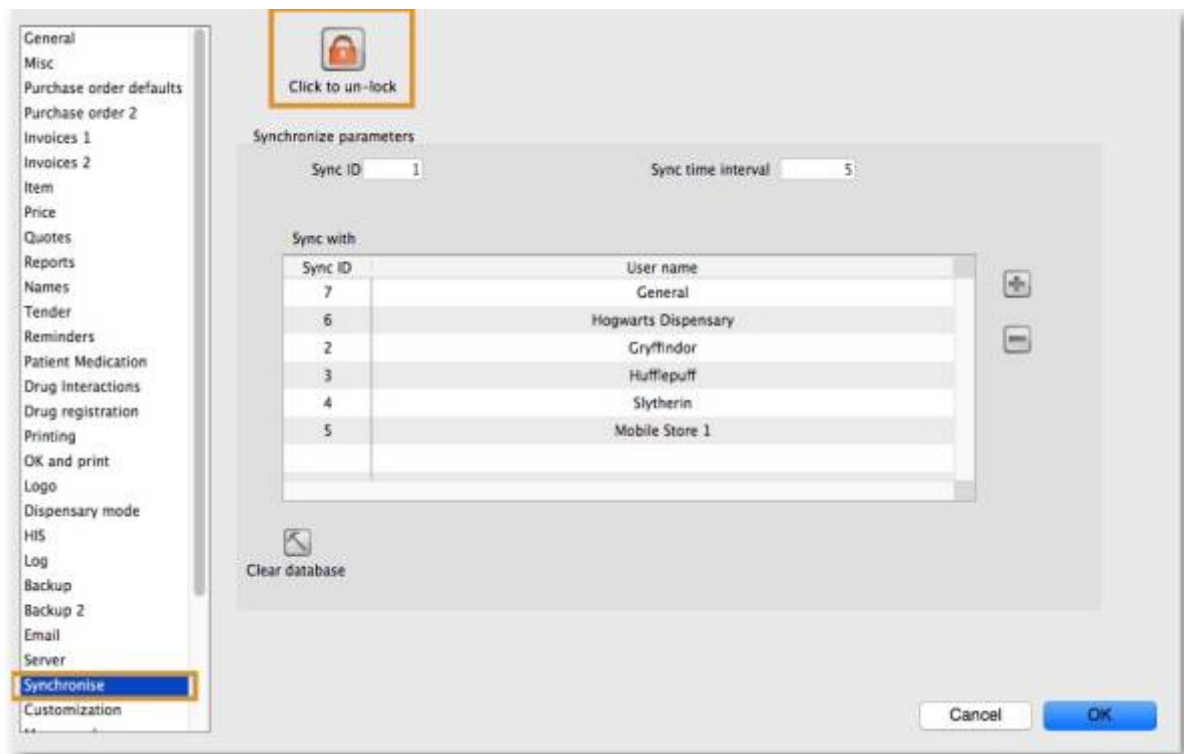 General
Misc
Purchase order defaults
Purchase order 2
Invoices 1
Invoices 2
Item
Price
Quotes
Reports
Names
Tender
Reminders
Patient Medication
Drug Interactions
Drug registration
Printing
OK and print
Logo
Dispensary mode
HIS
Log
Backup
Backup 2
Email
Server
Synchronise
Customization
Click to un-lock
Synchronize parameters
Sync ID 1 Sync time interval 5
Sync with
Sync ID User name
7 General
6 Hogwarts Dispensary
2 Gryffindor
3 Hufflepuff
4 Slytherin
5 Mobile Store 1
Clear database
Cancel OK